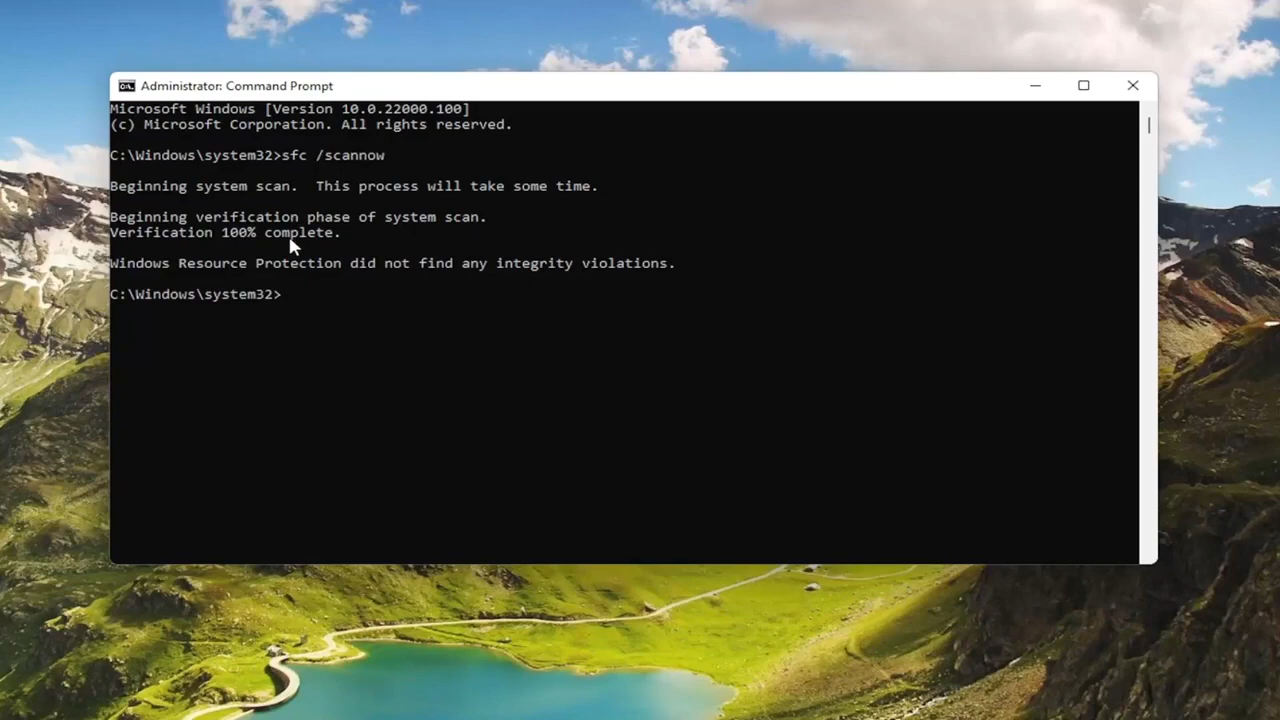 Administrator: Command Prompt
Microsoft Windows [Version 10.0.22000.100]
(c) Microsoft Corporation. All rights reserved.
C:\Windows\system32>sfc /scannow
Beginning system scan.  This process will take some time.
Beginning verification phase of system scan.
Verification 100% complete.
Windows Resource Protection did not find any integrity violations.
C:\Windows\system32>